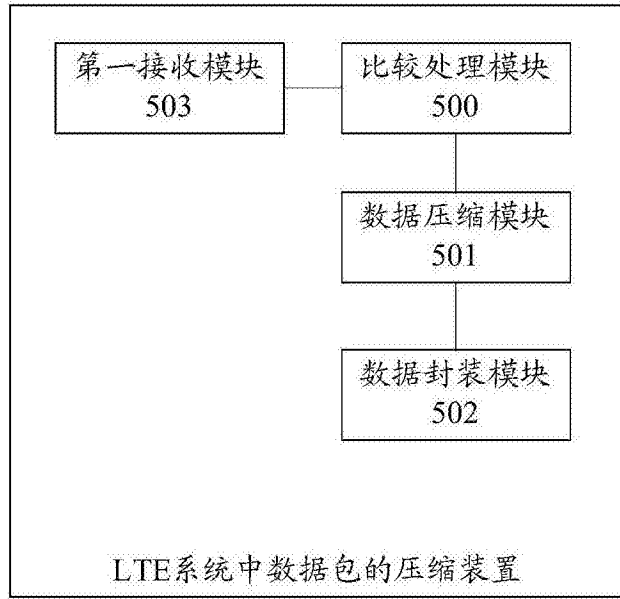 第一接收模块
503
比较处理模块
500
数据压缩模块
501
数据封装模块
502
LTE系统中数据包的压缩装置